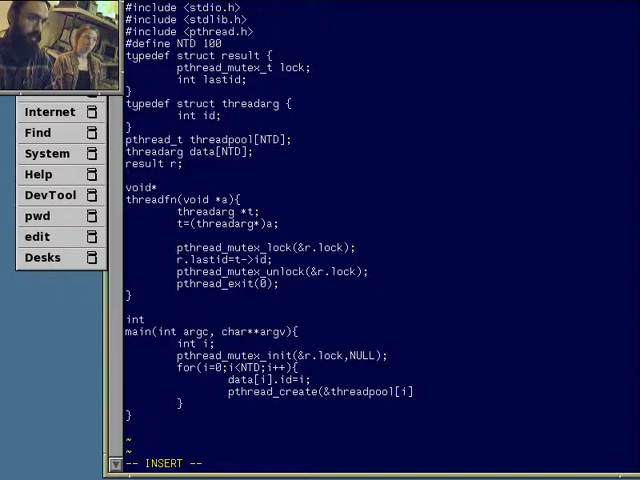 #include <stdio.h>
#include <stdlib.h>
#include <pthread.h>
#define NTD 100
typedef struct result {
pthread_mutex_t lock;
int lastid;
}
typedef struct threadarg {
int id;
}
pthread_t threadpool[NTD];
threadarg data[NTD];
result r;
void*
threadfn(void *a){
threadarg *t;
t=(threadarg*)a;
pthread_mutex_lock(&r.lock);
r.lastid=t->id;
pthread_mutex_unlock(&r.lock);
pthread_exit(0);
}
int
main(int argc, char**argv){
int i;
pthread_mutex_init(&r.lock,NULL);
for(i=0;i<NTD;i++){
data[i].id=i;
pthread_create(&threadpool[i]
}
}
~
~
-- INSERT --
Internet
Find
System
Help
DevTool
pwd
edit
Desks